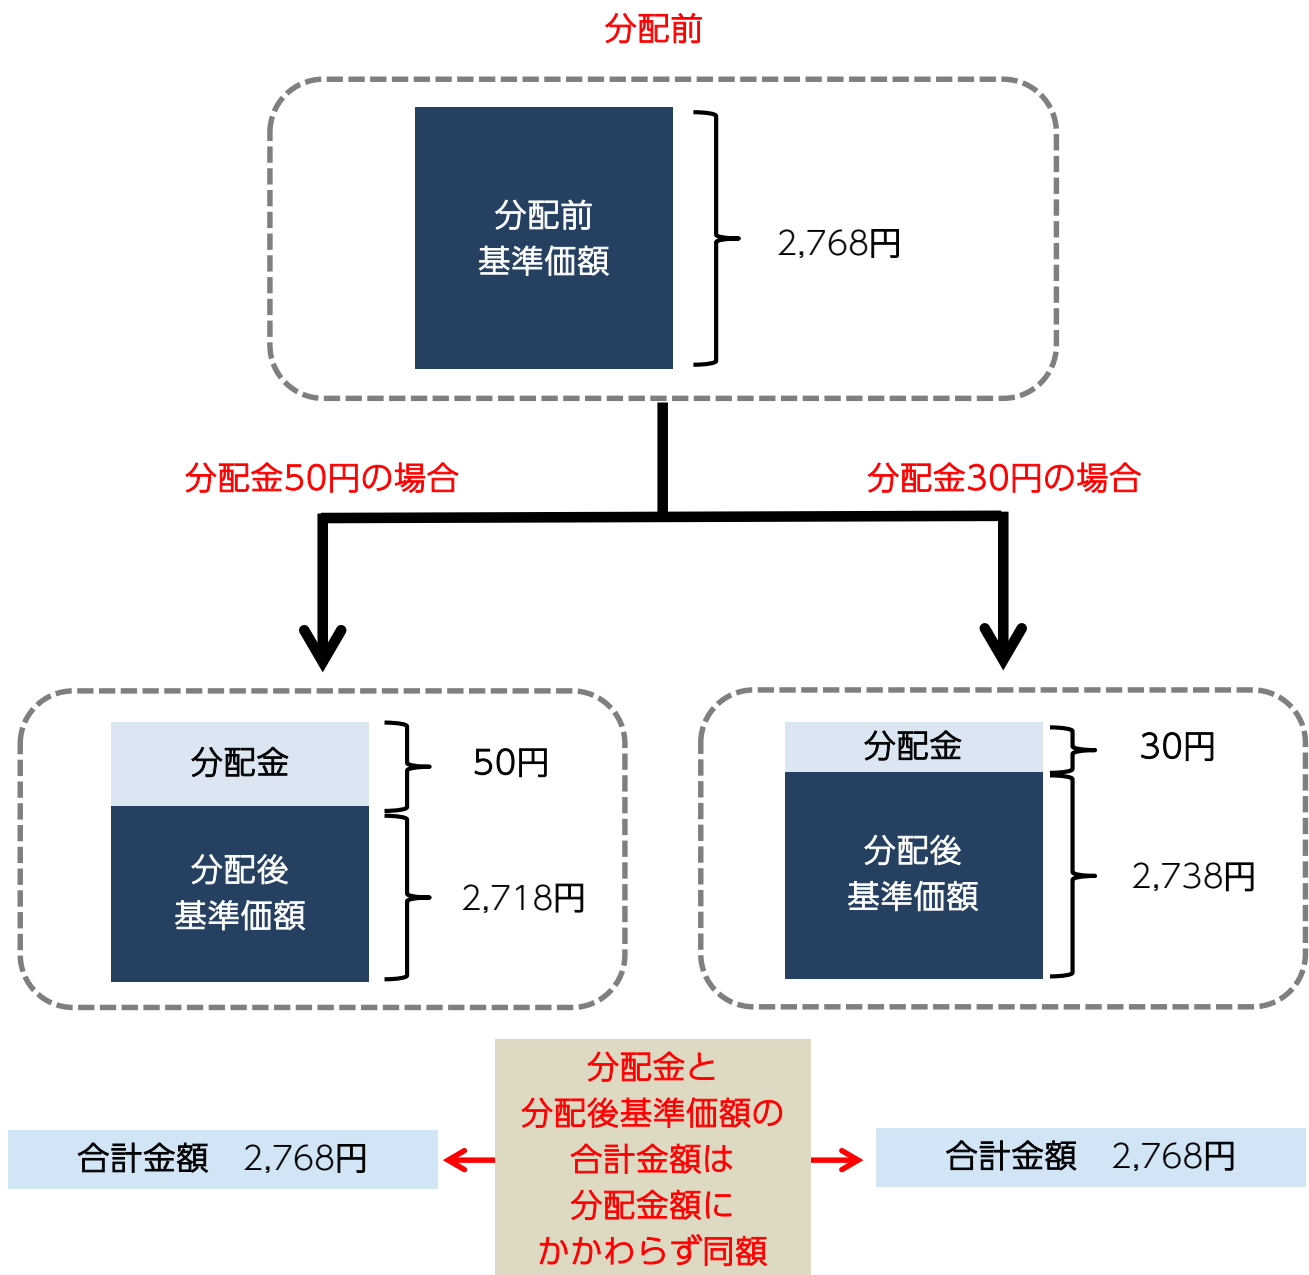 分配前
分配前
基準価額
2,768円
分配金50円の場合
分配金30円の場合
分配金
50円
分配後
基準価額
2,718円
分配金
30円
分配後
基準価額
2,738円
分配金と
分配後基準価額の
合計金額は
分配金額に
かかわらず同額
合計金額　2,768円
合計金額　2,768円